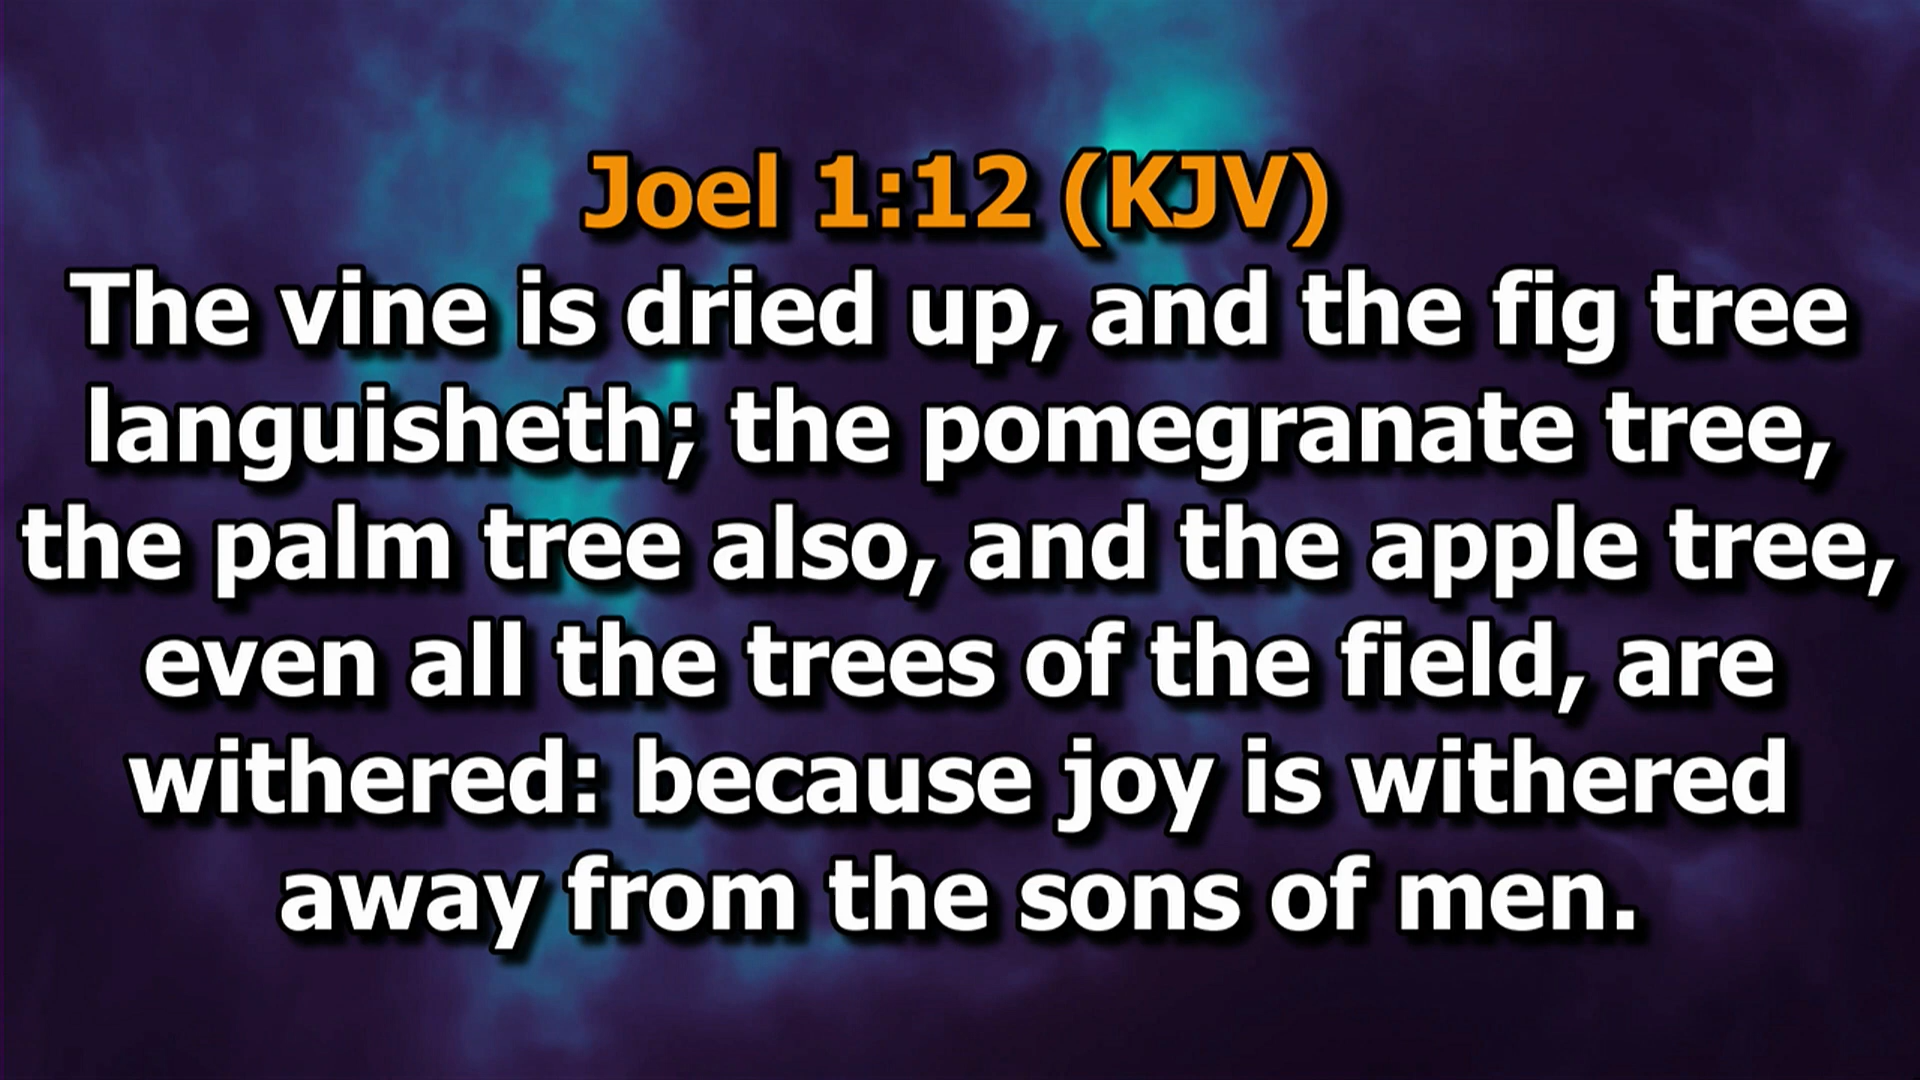 Joel 1:12 (KJV)
The vine is dried up, and the fig tree
languisheth; the pomegranate tree,
the palm tree also, and the apple tree,
even all the trees of the field, are
withered: because joy is withered
away from the sons of men.